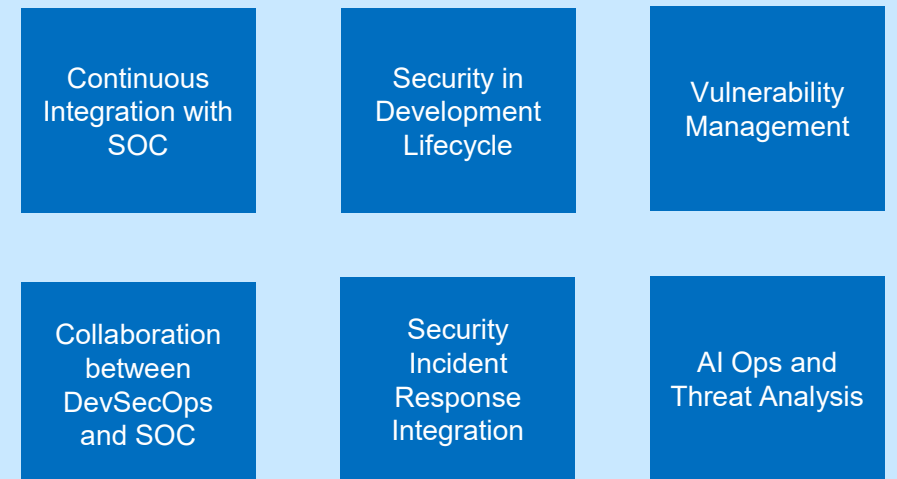 Continuous
Integration with
SOC
Security in
Development
Lifecycle
Vulnerability
Management
Collaboration
between
DevSecOps
and SOC
Security
Incident
Response
Integration
AI Ops and
Threat Analysis